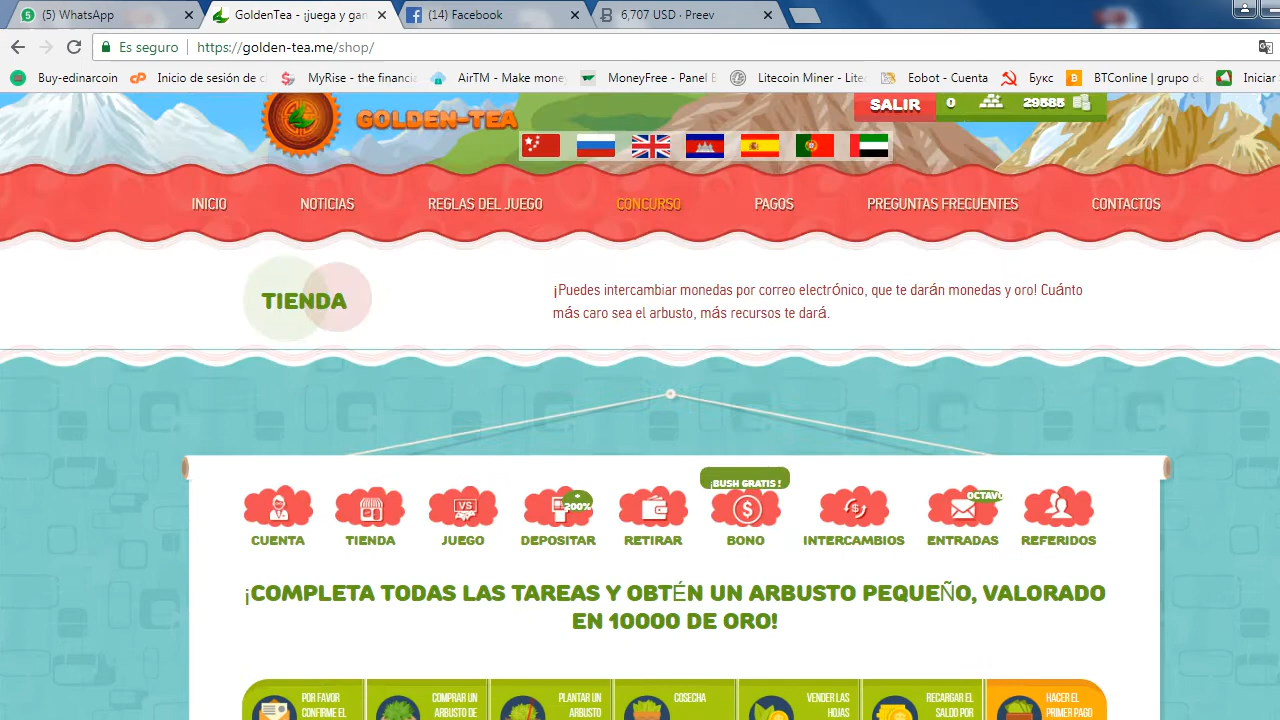 (5) WhatsApp
GoldenTea - ¡juega y gan
(14) Facebook
6,707 USD · Preev
Es seguro
https://golden-tea.me/shop/
Buy-edinarcoin
Inicio de sesión de c
MyRise - the financia
AirTM - Make mone
MoneyFree - Panel E
Litecoin Miner - Lite
Eobot - Cuenta
Букс
BTConline | grupo de
Iniciar
GOLDEN-TEA
SALIR
0
29585
INICIO
NOTICIAS
REGLAS DEL JUEGO
CONCURSO
PAGOS
PREGUNTAS FRECUENTES
CONTACTOS
TIENDA
¡Puedes intercambiar monedas por correo electrónico, que te darán monedas y oro! Cuánto
más caro sea el arbusto, más recursos te dará.
¡BUSH GRATIS !
VS
+
200%
OCTAVO
CUENTA
TIENDA
JUEGO
DEPOSITAR
RETIRAR
BONO
INTERCAMBIOS
ENTRADAS
REFERIDOS
¡COMPLETA TODAS LAS TAREAS Y OBTÉN UN ARBUSTO PEQUEÑO, VALORADO
EN 10000 DE ORO!
POR FAVOR
CONFIRME EL
COMPRAR UN
ARBUSTO DE
PLANTAR UN
ARBUSTO
COSECHA
VENDER LAS
HOJAS
RECARGAR EL
SALDO POR
HACER EL
PRIMER PAGO